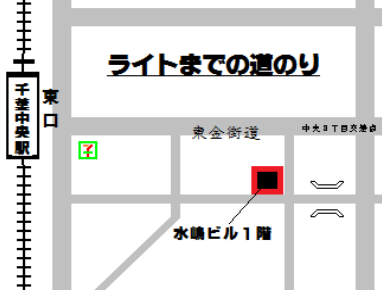 ライトまでの道のり
千葉中央駅
東口
東金街道
中央3丁目交差点
水嶋ビル1階